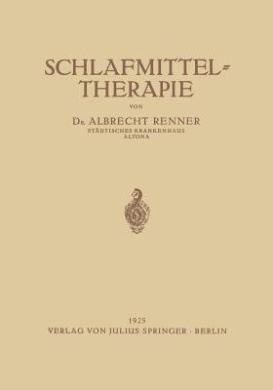 SCHLAFMITTEL=
THERAPIE
VON
DR. ALBRECHT RENNER
STÄDTISCHES KRANKENHAUS
ALTONA
1925
VERLAG VON JULIUS SPRINGER · BERLIN